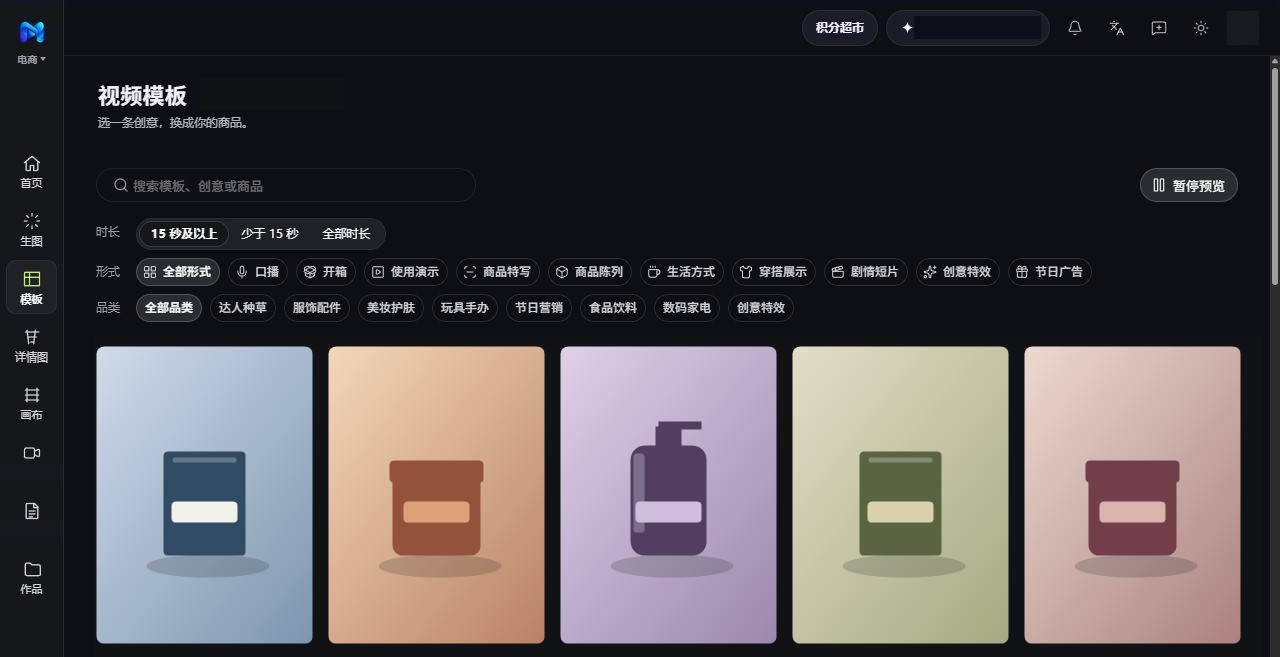 积分超市
电商
视频模板
选一条创意，换成你的商品。
首页
生图
模板
详情图
画布
作品
搜索模板、创意或商品
暂停预览
时长 15 秒及以上 少于 15 秒 全部时长
形式 全部形式 口播 开箱 使用演示 商品特写 商品陈列 生活方式 穿搭展示 剧情短片 创意特效 节日广告
品类 全部品类 达人种草 服饰配件 美妆护肤 玩具手办 节日营销 食品饮料 数码家电 创意特效